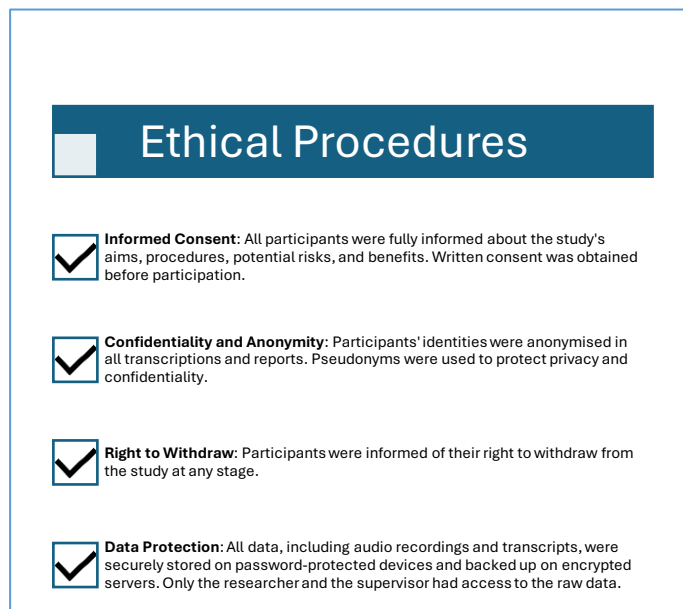 Ethical Procedures
Informed Consent: All participants were fully informed about the study's
aims, procedures, potential risks, and benefits. Written consent was obtained
before participation.
Confidentiality and Anonymity: Participants' identities were anonymised in
all transcriptions and reports. Pseudonyms were used to protect privacy and
confidentiality.
Right to Withdraw: Participants were informed of their right to withdraw from
the study at any stage.
Data Protection: All data, including audio recordings and transcripts, were
securely stored on password-protected devices and backed up on encrypted
servers. Only the researcher and the supervisor had access to the raw data.